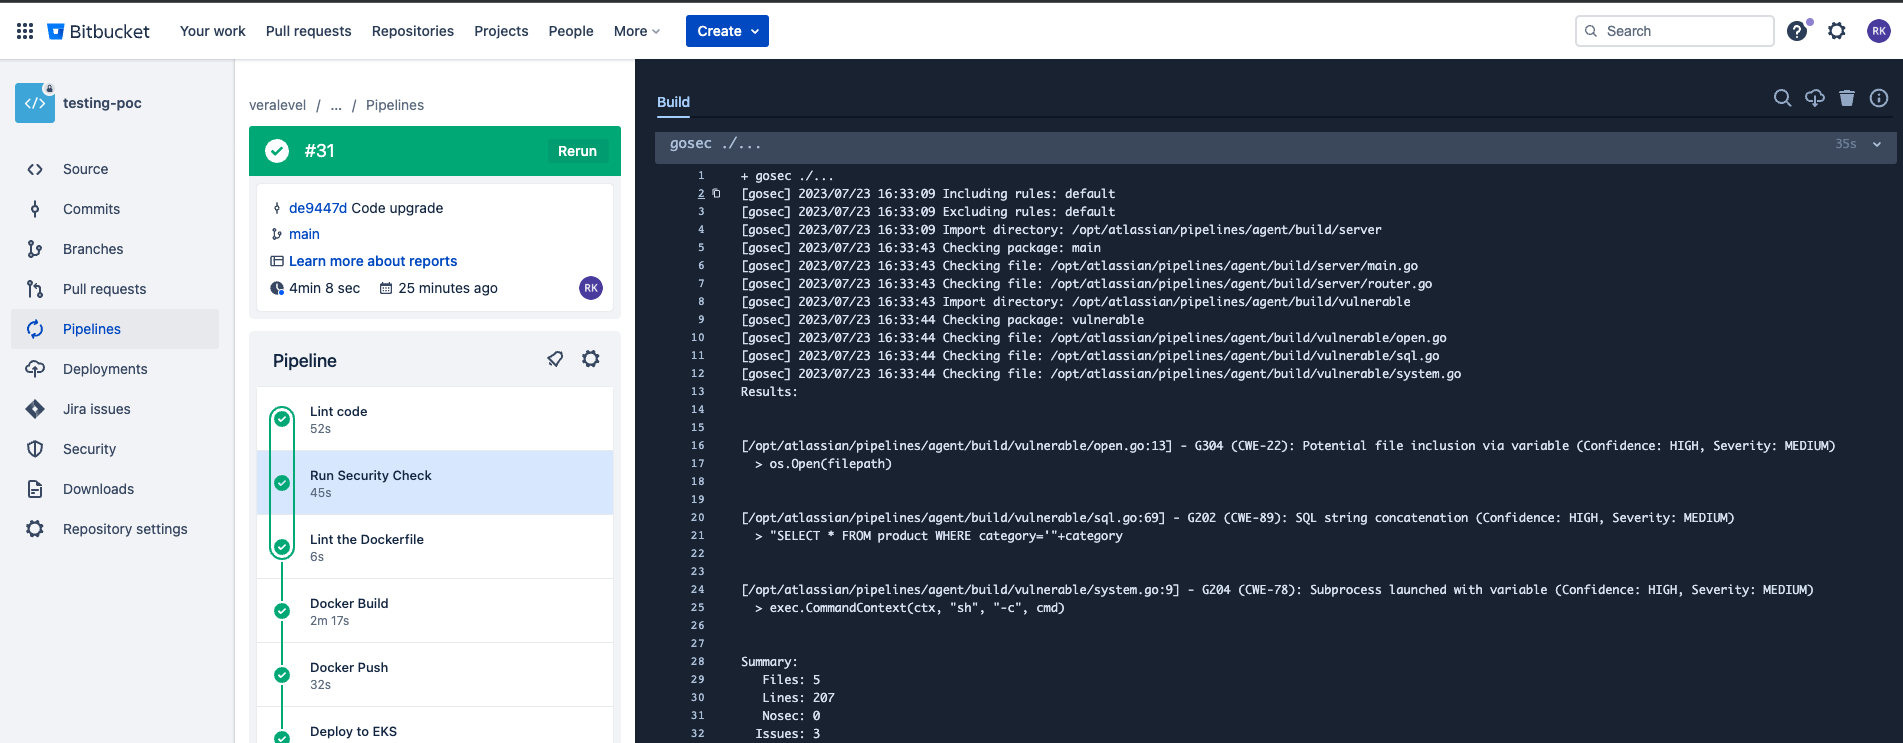 Bitbucket
Your work
Pull requests
Repositories
Projects
People
More
Create
Search
RK
</>
testing-poc
Source
Commits
Branches
Pull requests
Pipelines
Deployments
Jira issues
Security
Downloads
Repository settings
veralevel / ... / Pipelines
#31
Rerun
de9447d Code upgrade
main
Learn more about reports
4min 8 sec
25 minutes ago
RK
Pipeline
Lint code
52s
Run Security Check
45s
Lint the Dockerfile
6s
Docker Build
2m 17s
Docker Push
32s
Deploy to EKS
Build
gosec ./...
35s
1 + gosec ./...
2 [gosec] 2023/07/23 16:33:09 Including rules: default
3 [gosec] 2023/07/23 16:33:09 Excluding rules: default
4 [gosec] 2023/07/23 16:33:09 Import directory: /opt/atlassian/pipelines/agent/build/server
5 [gosec] 2023/07/23 16:33:43 Checking package: main
6 [gosec] 2023/07/23 16:33:43 Checking file: /opt/atlassian/pipelines/agent/build/server/main.go
7 [gosec] 2023/07/23 16:33:43 Checking file: /opt/atlassian/pipelines/agent/build/server/router.go
8 [gosec] 2023/07/23 16:33:43 Import directory: /opt/atlassian/pipelines/agent/build/vulnerable
9 [gosec] 2023/07/23 16:33:44 Checking package: vulnerable
10 [gosec] 2023/07/23 16:33:44 Checking file: /opt/atlassian/pipelines/agent/build/vulnerable/open.go
11 [gosec] 2023/07/23 16:33:44 Checking file: /opt/atlassian/pipelines/agent/build/vulnerable/sql.go
12 [gosec] 2023/07/23 16:33:44 Checking file: /opt/atlassian/pipelines/agent/build/vulnerable/system.go
13 Results:
14
15
16 [/opt/atlassian/pipelines/agent/build/vulnerable/open.go:13] - G304 (CWE-22): Potential file inclusion via variable (Confidence: HIGH, Severity: MEDIUM)
17 > os.Open(filepath)
18
19
20 [/opt/atlassian/pipelines/agent/build/vulnerable/sql.go:69] - G202 (CWE-89): SQL string concatenation (Confidence: HIGH, Severity: MEDIUM)
21 > "SELECT * FROM product WHERE category='"+category
22
23
24 [/opt/atlassian/pipelines/agent/build/vulnerable/system.go:9] - G204 (CWE-78): Subprocess launched with variable (Confidence: HIGH, Severity: MEDIUM)
25 > exec.CommandContext(ctx, "sh", "-c", cmd)
26
27
28 Summary:
29 Files: 5
30 Lines: 207
31 Nosec: 0
32 Issues: 3